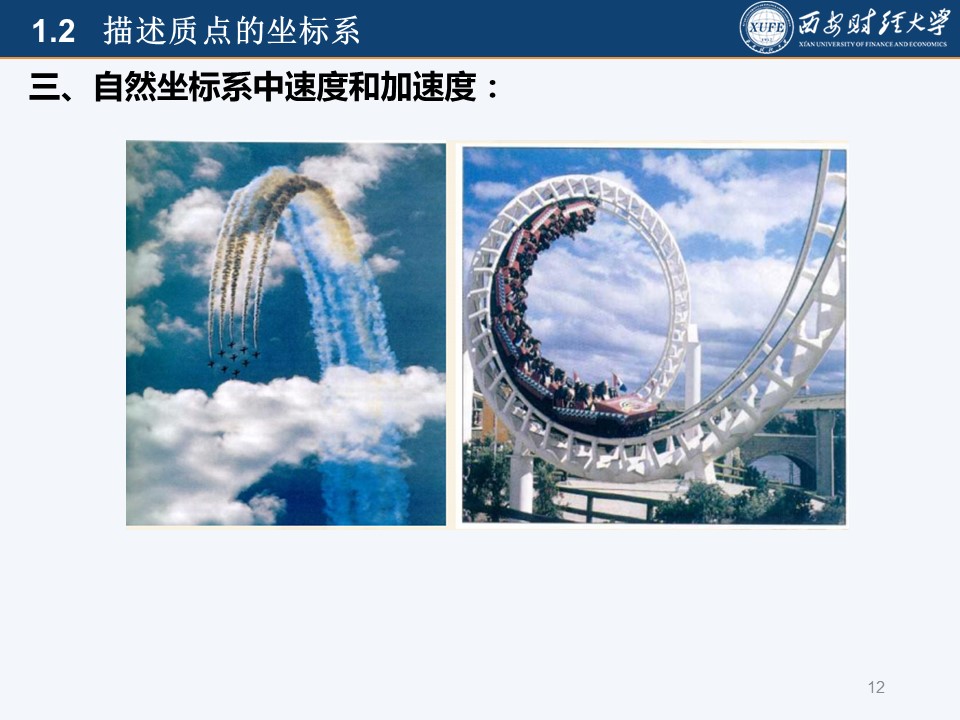 1.2 描述质点的坐标系
XUFE
西安财经大学
XI'AN UNIVERSITY OF FINANCE AND ECONOMICS
三、自然坐标系中速度和加速度：
12